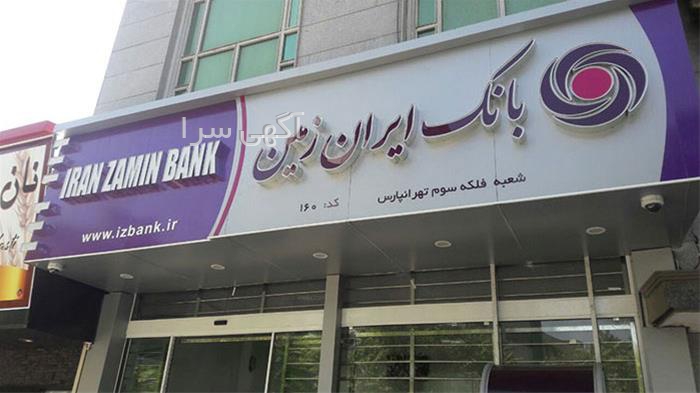 بانک ایران زمین
شعبه فلکه سوم تهرانپارس کد: ۱۶۰
IRAN ZAMIN BANK
www.izbank.ir
آگهی سرا
نان